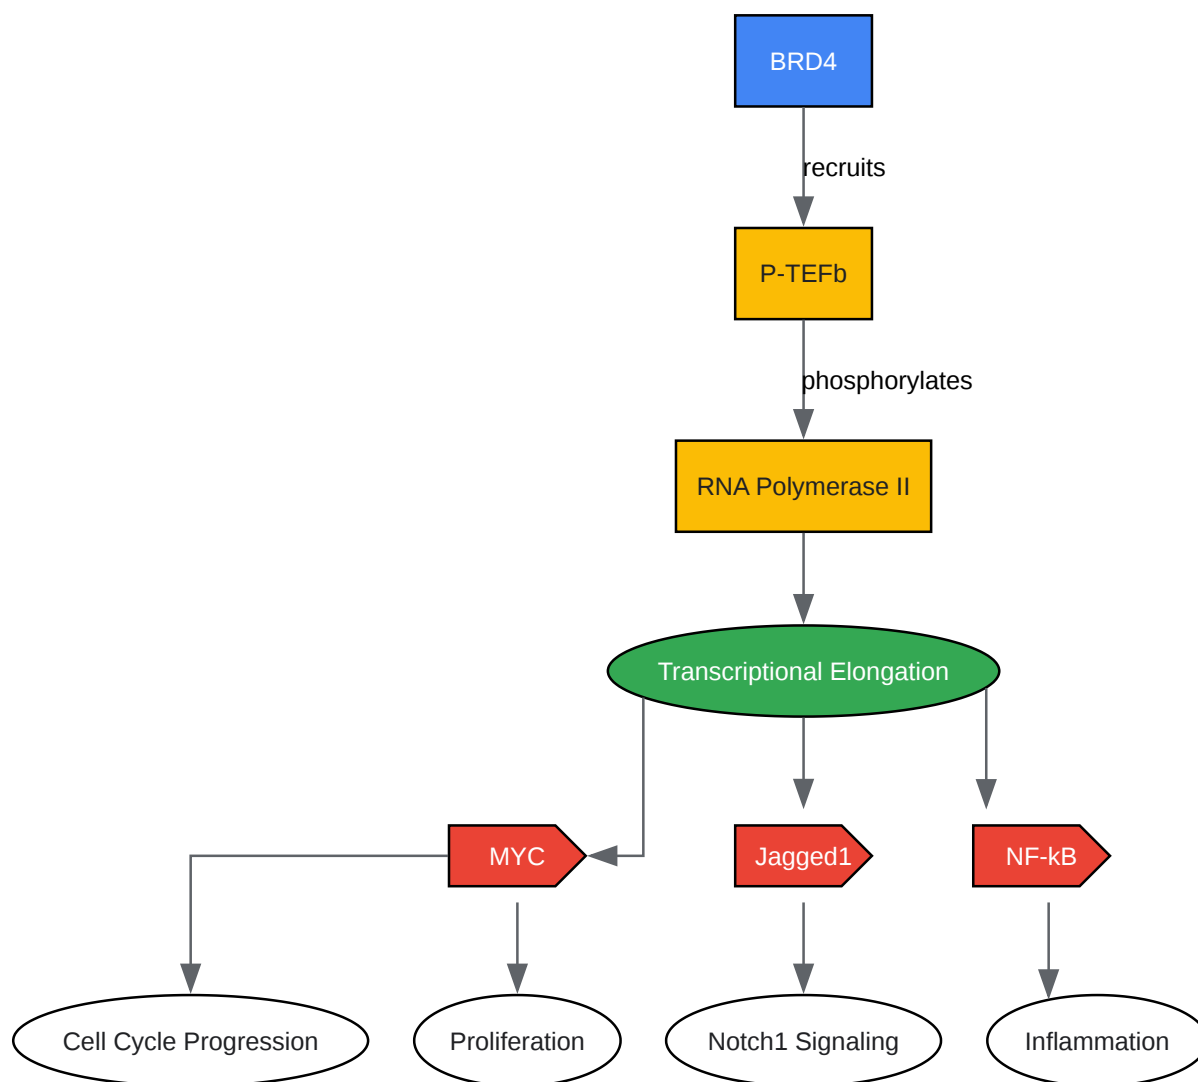 BRD4
recruits
P-TEFb
phosphorylates
RNA Polymerase II
Transcriptional Elongation
MYC
Jagged1
NF-kB
Cell Cycle Progression
Proliferation
Notch1 Signaling
Inflammation